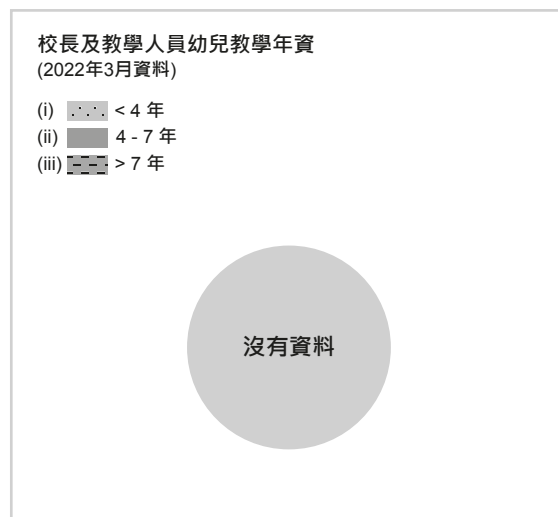 校長及教學人員幼兒教學年資
(2022年3月資料)
(i) < 4 年
(ii) 4 - 7 年
(iii) > 7 年
沒有資料